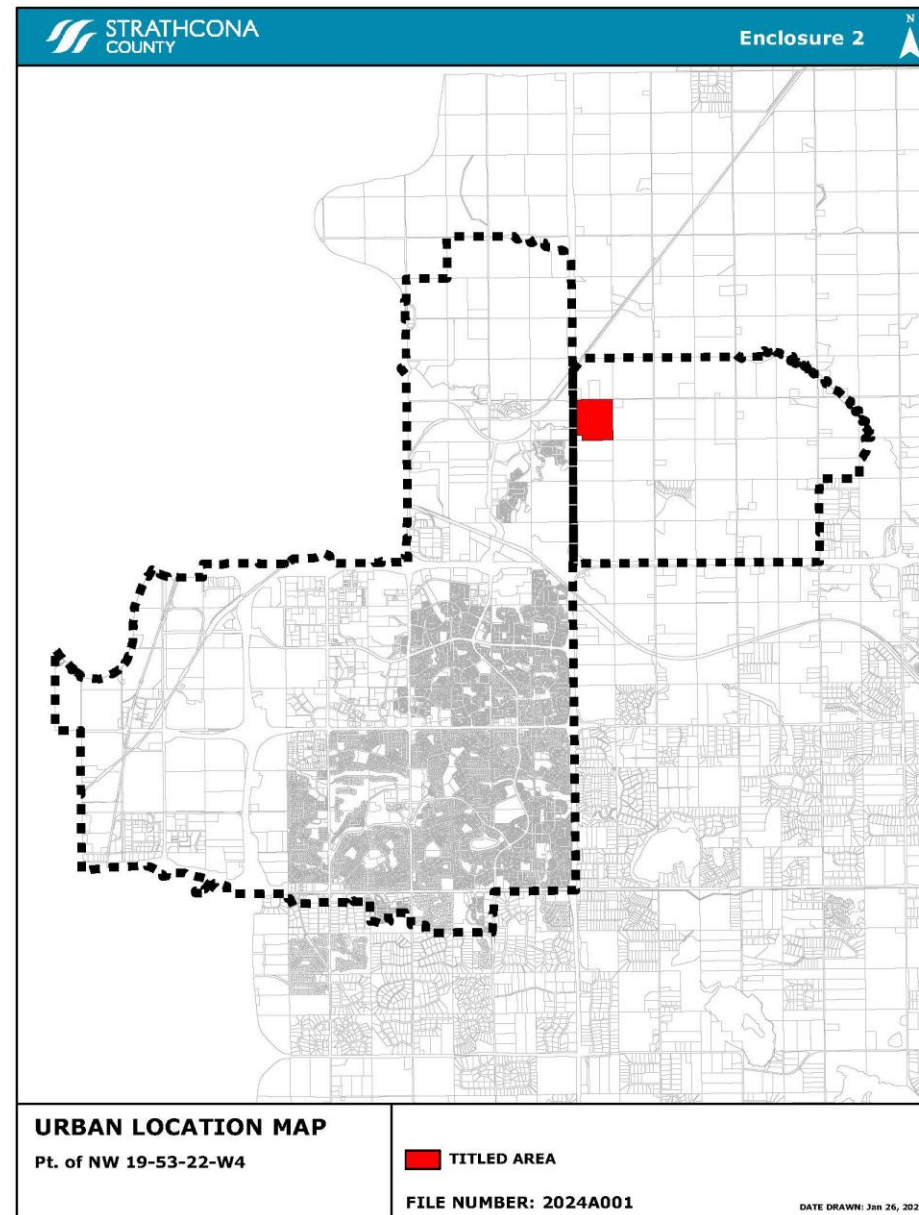 STRATHCONA
COUNTY
Enclosure 2
N
URBAN LOCATION MAP
Pt. of NW 19-53-22-W4
TITLED AREA
FILE NUMBER: 2024A001
DATE DRAWN: Jan 26, 202